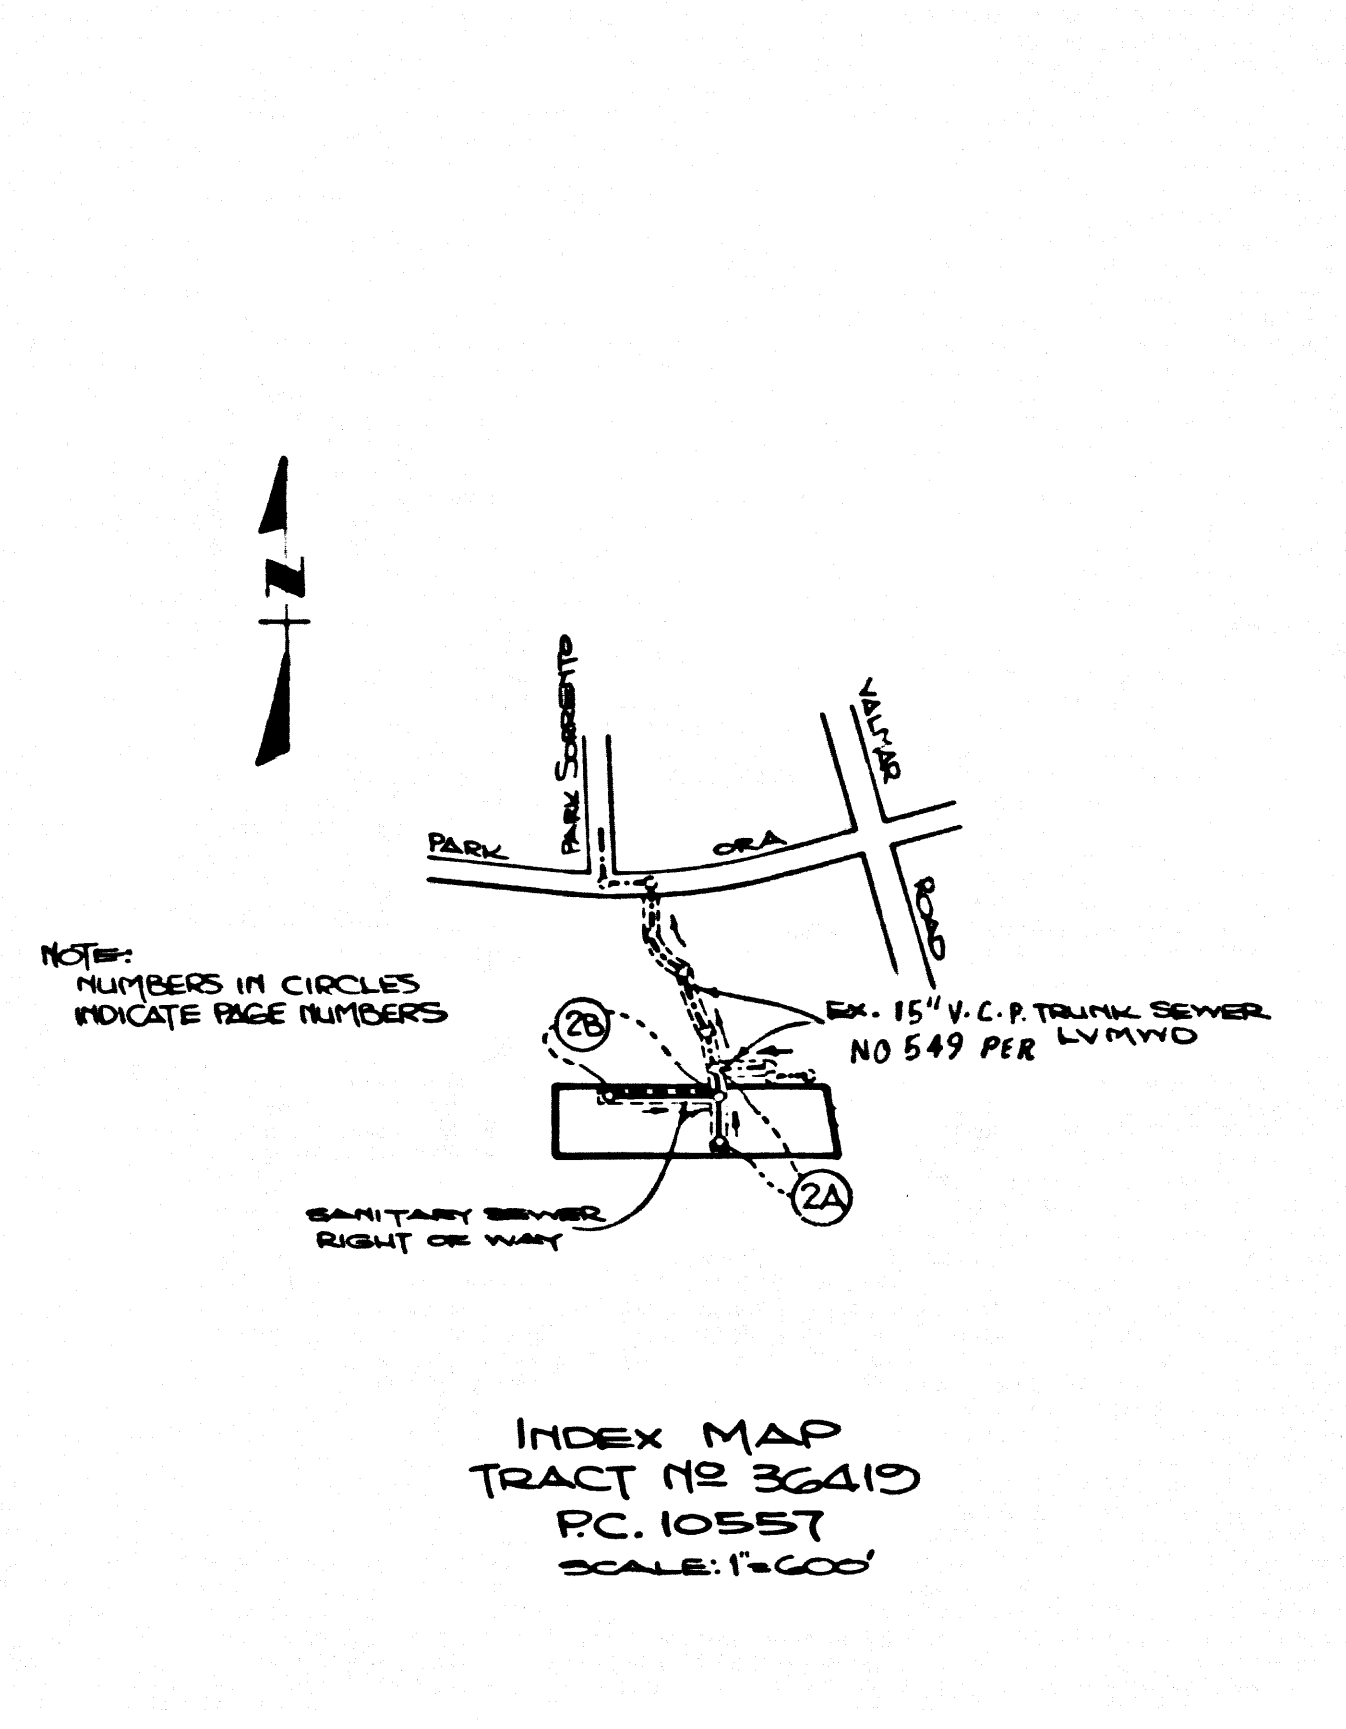 N
PARK SORRENTO
VALMAR
PARK
ORA
ROAD
NOTE:
NUMBERS IN CIRCLES
INDICATE PAGE NUMBERS
2B
EX. 15" V.C.P. TRUNK SEWER
NO 549 PER LVMWD
2A
SANITARY SEWER
RIGHT OF WAY
INDEX MAP
TRACT Nº 36419
P.C. 10557
SCALE: 1"=600'